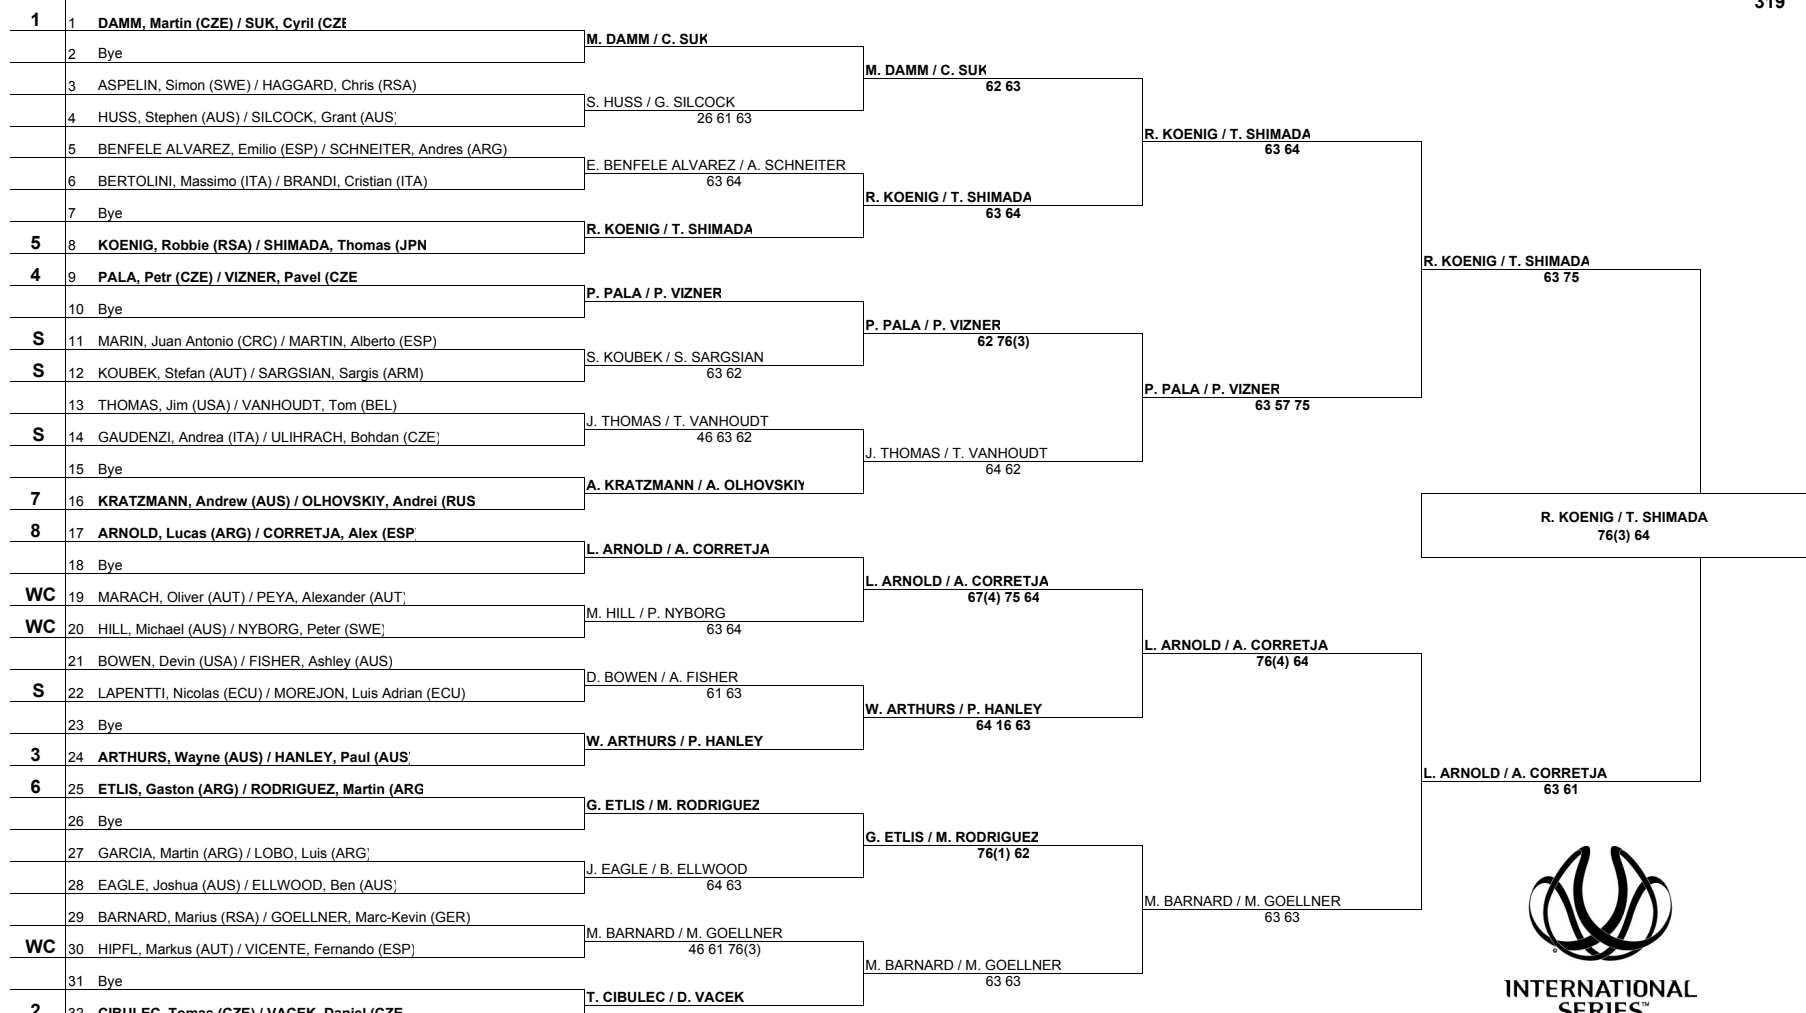 319
1 1 DAMM, Martin (CZE) / SUK, Cyril (CZE
2 Bye
3 ASPELIN, Simon (SWE) / HAGGARD, Chris (RSA)
4 HUSS, Stephen (AUS) / SILCOCK, Grant (AUS)
5 BENFELE ALVAREZ, Emilio (ESP) / SCHNEITER, Andres (ARG)
6 BERTOLINI, Massimo (ITA) / BRANDI, Cristian (ITA)
7 Bye
5 8 KOENIG, Robbie (RSA) / SHIMADA, Thomas (JPN
4 9 PALA, Petr (CZE) / VIZNER, Pavel (CZE
10 Bye
S 11 MARIN, Juan Antonio (CRC) / MARTIN, Alberto (ESP)
S 12 KOUBEK, Stefan (AUT) / SARGSIAN, Sargis (ARM)
13 THOMAS, Jim (USA) / VANHOUDT, Tom (BEL)
S 14 GAUDENZI, Andrea (ITA) / ULIHRACH, Bohdan (CZE)
15 Bye
7 16 KRATZMANN, Andrew (AUS) / OLHOVSKIY, Andrei (RUS
8 17 ARNOLD, Lucas (ARG) / CORRETJA, Alex (ESP)
18 Bye
WC 19 MARACH, Oliver (AUT) / PEYA, Alexander (AUT)
WC 20 HILL, Michael (AUS) / NYBORG, Peter (SWE)
21 BOWEN, Devin (USA) / FISHER, Ashley (AUS)
S 22 LAPENTTI, Nicolas (ECU) / MOREJON, Luis Adrian (ECU)
23 Bye
3 24 ARTHURS, Wayne (AUS) / HANLEY, Paul (AUS)
6 25 ETLIS, Gaston (ARG) / RODRIGUEZ, Martin (ARG
26 Bye
27 GARCIA, Martin (ARG) / LOBO, Luis (ARG)
28 EAGLE, Joshua (AUS) / ELLWOOD, Ben (AUS)
29 BARNARD, Marius (RSA) / GOELLNER, Marc-Kevin (GER)
WC 30 HIPFL, Markus (AUT) / VICENTE, Fernando (ESP)
31 Bye
2 32 CIBULEC, Tomas (CZE) / VACEK, Daniel (CZE
M. DAMM / C. SUK
S. HUSS / G. SILCOCK
26 61 63
E. BENFELE ALVAREZ / A. SCHNEITER
63 64
R. KOENIG / T. SHIMADA
P. PALA / P. VIZNER
S. KOUBEK / S. SARGSIAN
63 62
J. THOMAS / T. VANHOUDT
46 63 62
A. KRATZMANN / A. OLHOVSKIY
L. ARNOLD / A. CORRETJA
M. HILL / P. NYBORG
63 64
D. BOWEN / A. FISHER
61 63
W. ARTHURS / P. HANLEY
G. ETLIS / M. RODRIGUEZ
J. EAGLE / B. ELLWOOD
64 63
M. BARNARD / M. GOELLNER
46 61 76(3)
T. CIBULEC / D. VACEK
M. DAMM / C. SUK
62 63
R. KOENIG / T. SHIMADA
63 64
P. PALA / P. VIZNER
62 76(3)
J. THOMAS / T. VANHOUDT
64 62
L. ARNOLD / A. CORRETJA
67(4) 75 64
W. ARTHURS / P. HANLEY
64 16 63
G. ETLIS / M. RODRIGUEZ
76(1) 62
M. BARNARD / M. GOELLNER
63 63
R. KOENIG / T. SHIMADA
63 64
P. PALA / P. VIZNER
63 57 75
L. ARNOLD / A. CORRETJA
76(4) 64
M. BARNARD / M. GOELLNER
63 63
R. KOENIG / T. SHIMADA
63 75
L. ARNOLD / A. CORRETJA
63 61
R. KOENIG / T. SHIMADA
76(3) 64
INTERNATIONAL
SERIES™